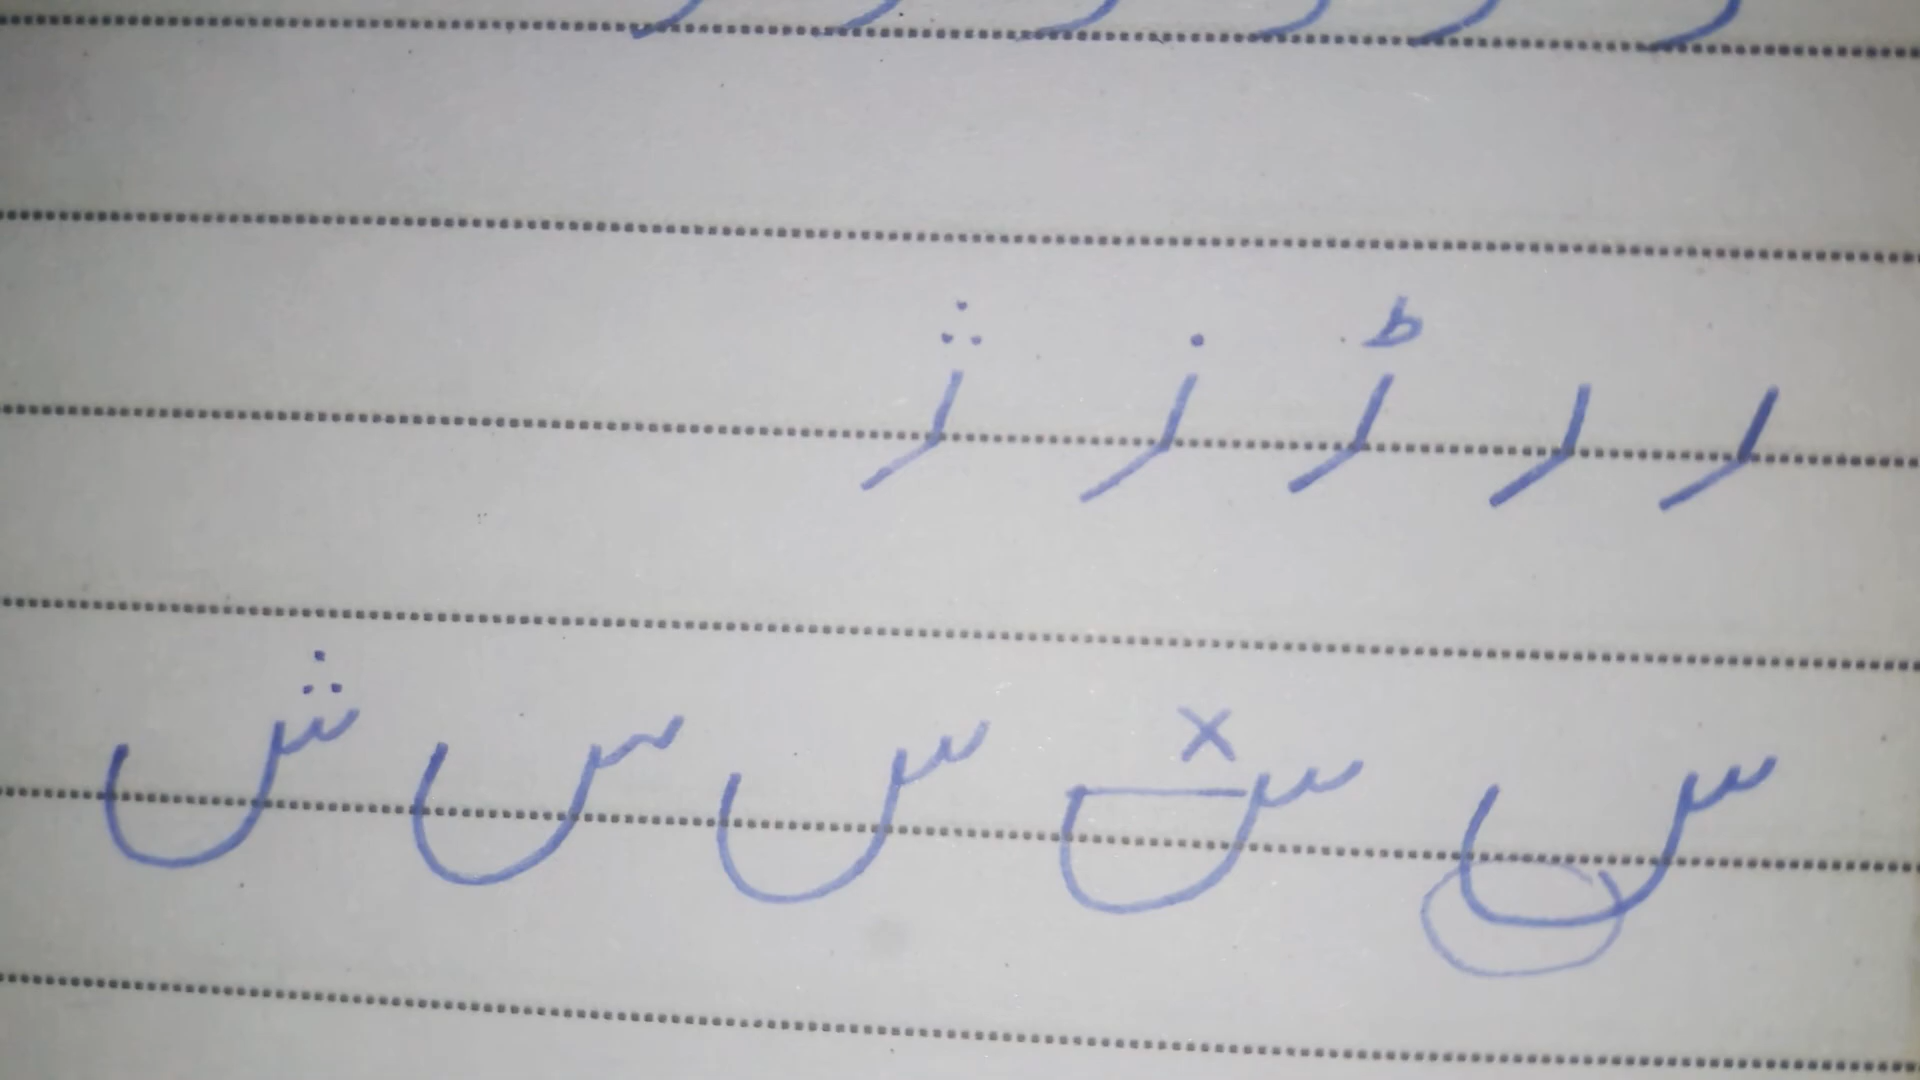 ر ر ڑ ز ژ
س س س س ش